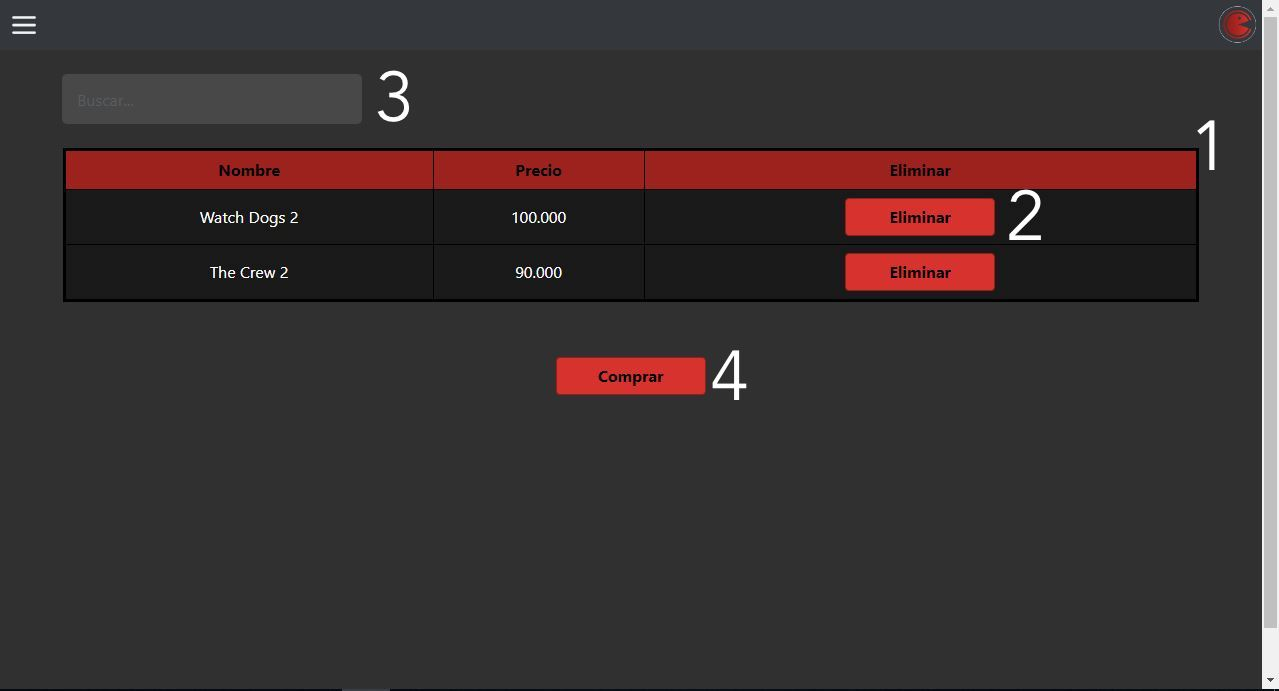 Buscar...
3
1
Nombre Precio Eliminar
Watch Dogs 2 100.000 Eliminar
2
The Crew 2 90.000 Eliminar
Comprar
4